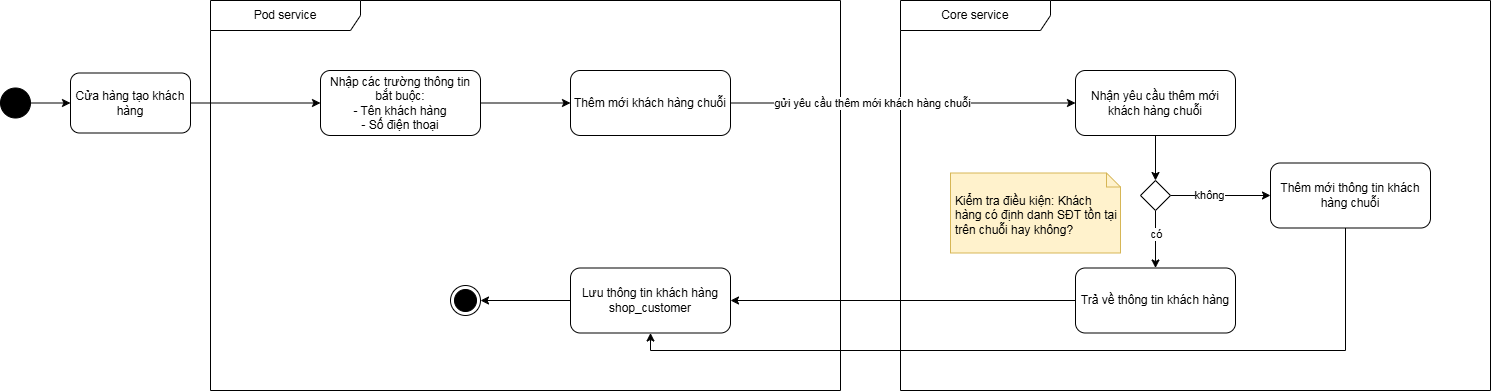 Pod service
Core service
Cửa hàng tạo khách
hàng
Nhập các trường thông tin
bắt buộc:
- Tên khách hàng
- Số điện thoại
Thêm mới khách hàng chuỗi
gửi yêu cầu thêm mới khách hàng chuỗi
Nhận yêu cầu thêm mới
khách hàng chuỗi
Kiểm tra điều kiện: Khách
hàng có định danh SĐT tồn tại
trên chuỗi hay không?
không
Thêm mới thông tin khách
hàng chuỗi
có
Lưu thông tin khách hàng
shop_customer
Trả về thông tin khách hàng